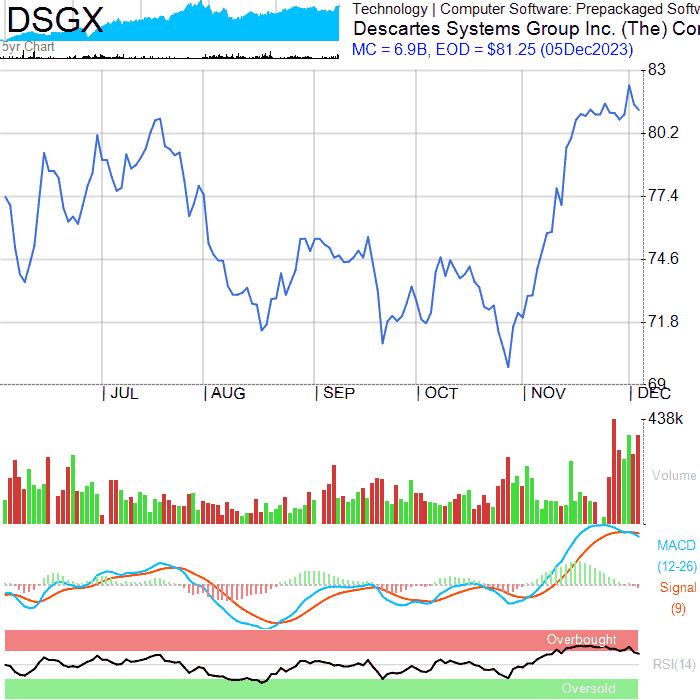 DSGX
5yr Chart
Technology | Computer Software: Prepackaged Softw
Descartes Systems Group Inc. (The) Cor
MC = 6.9B, EOD = $81.25 (05Dec2023)
83
80.2
77.4
74.6
71.8
69
| JUL | AUG | SEP | OCT | NOV | DEC
438k
Volume
MACD
(12-26)
Signal
(9)
Overbought
RSI(14)
Oversold